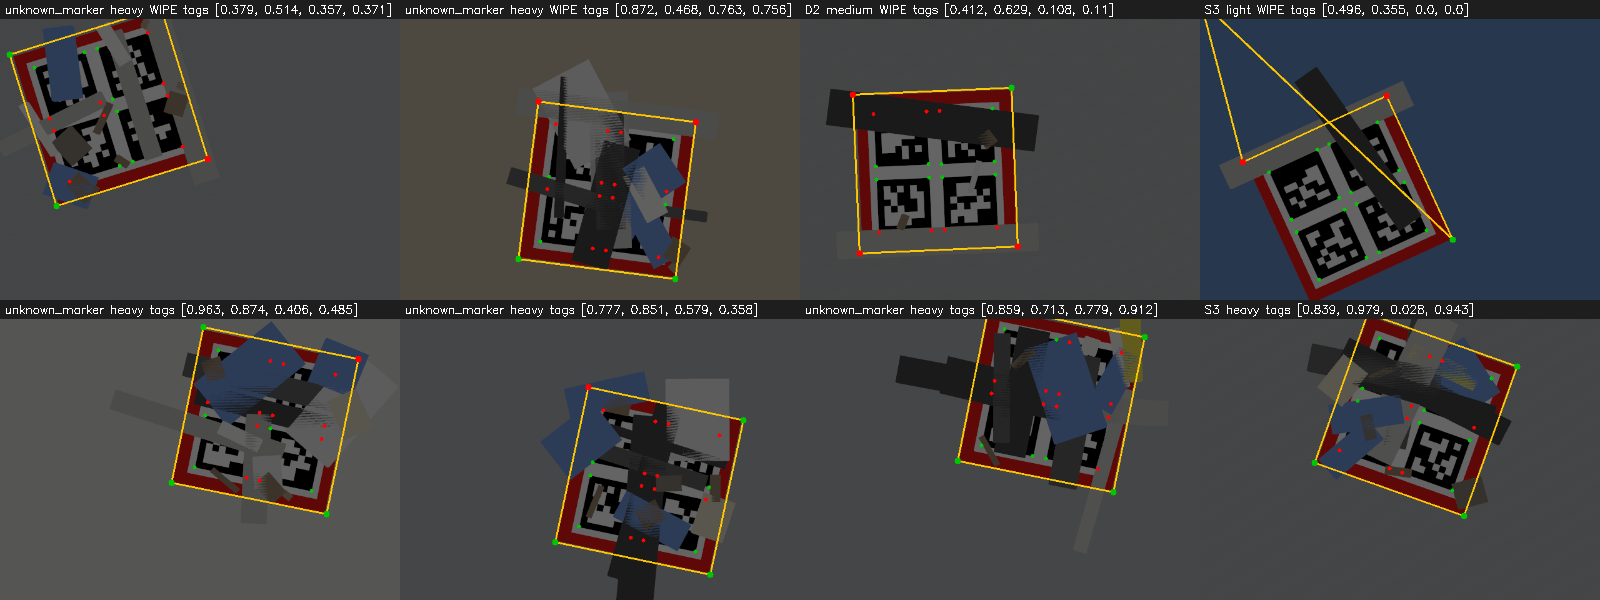 unknown_marker heavy WIPE tags [0.379, 0.514, 0.357, 0.371]
unknown_marker heavy WIPE tags [0.872, 0.468, 0.763, 0.756]
D2 medium WIPE tags [0.412, 0.629, 0.108, 0.11]
S3 light WIPE tags [0.496, 0.355, 0.0, 0.0]
unknown_marker heavy tags [0.963, 0.874, 0.406, 0.485]
unknown_marker heavy tags [0.777, 0.851, 0.579, 0.358]
unknown_marker heavy tags [0.859, 0.713, 0.779, 0.912]
S3 heavy tags [0.839, 0.979, 0.028, 0.943]